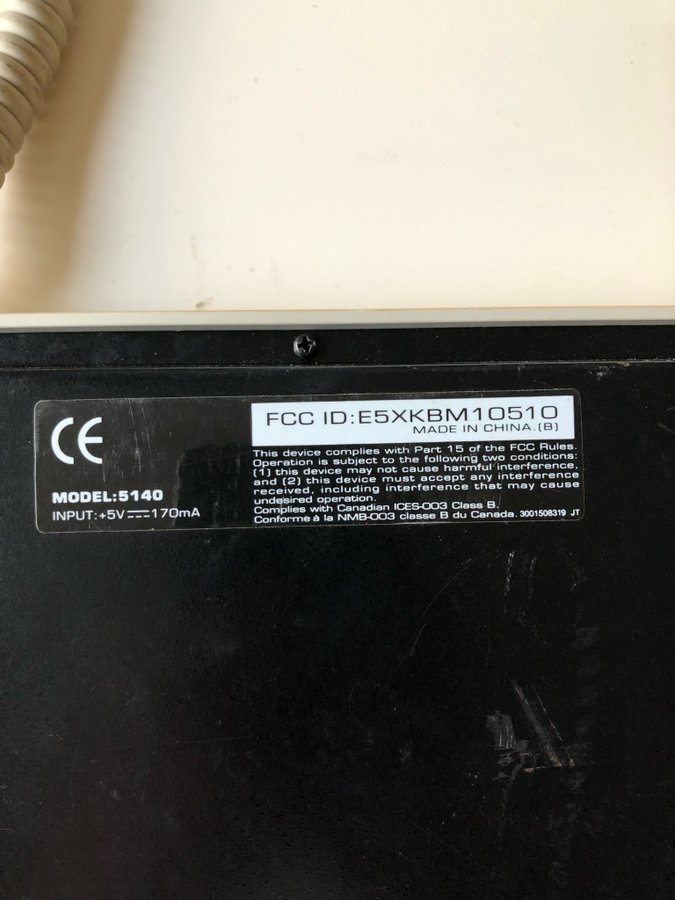 CE
MODEL:5140
INPUT:+5V⎓170mA
FCC ID:E5XKBM10510
MADE IN CHINA.(B)
This device complies with Part 15 of the FCC Rules.
Operation is subject to the following two conditions:
(1) this device may not cause harmful interference,
and (2) this device must accept any interference
received, including interference that may cause
undesired operation.
Complies with Canadian ICES-003 Class B.
Conforme à la NMB-003 classe B du Canada. 3001508319 JT